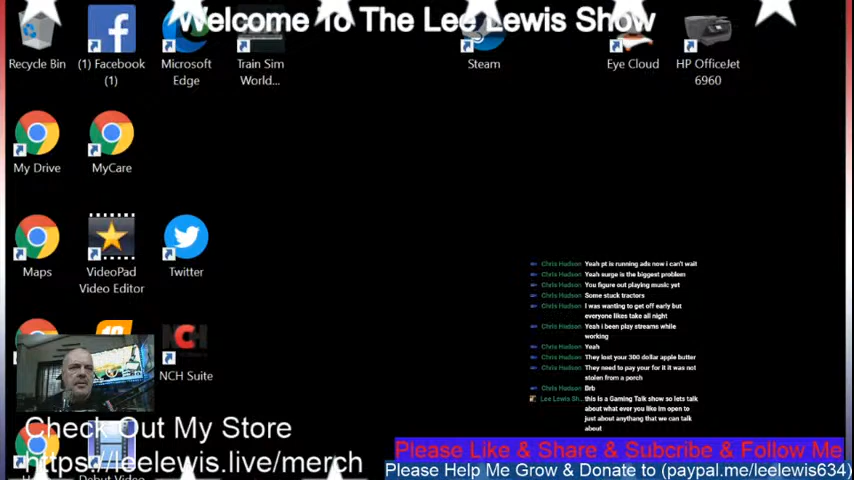 Welcome To The Lee Lewis Show
Recycle Bin
(1) Facebook
(1)
Microsoft
Edge
Train Sim
World...
Steam
Eye Cloud
HP OfficeJet
6960
My Drive
MyCare
Maps
VideoPad
Video Editor
Twitter
NCH
NCH Suite
Chris Hudson Yeah pt is running ads now i can't wait
Chris Hudson Yeah surge is the biggest problem
Chris Hudson You figure out playing music yet
Chris Hudson Some stuck tractors
Chris Hudson I was wanting to get off early but
everyone likes take all night
Chris Hudson Yeah i been play streams while
working
Chris Hudson Yeah
Chris Hudson They lost your 300 dollar apple butter
Chris Hudson They need to pay your for it it was not
stolen from a porch
Chris Hudson Brb
Lee Lewis Sh... this is a Gaming Talk show so lets talk
about what ever you like im open to
just about anythang that we can talk
about
Check Out My Store
https://leelewis.live/merch
Debut Video
Please Like & Share & Subcribe & Follow Me
Please Help Me Grow & Donate to (paypal.me/leelewis634)